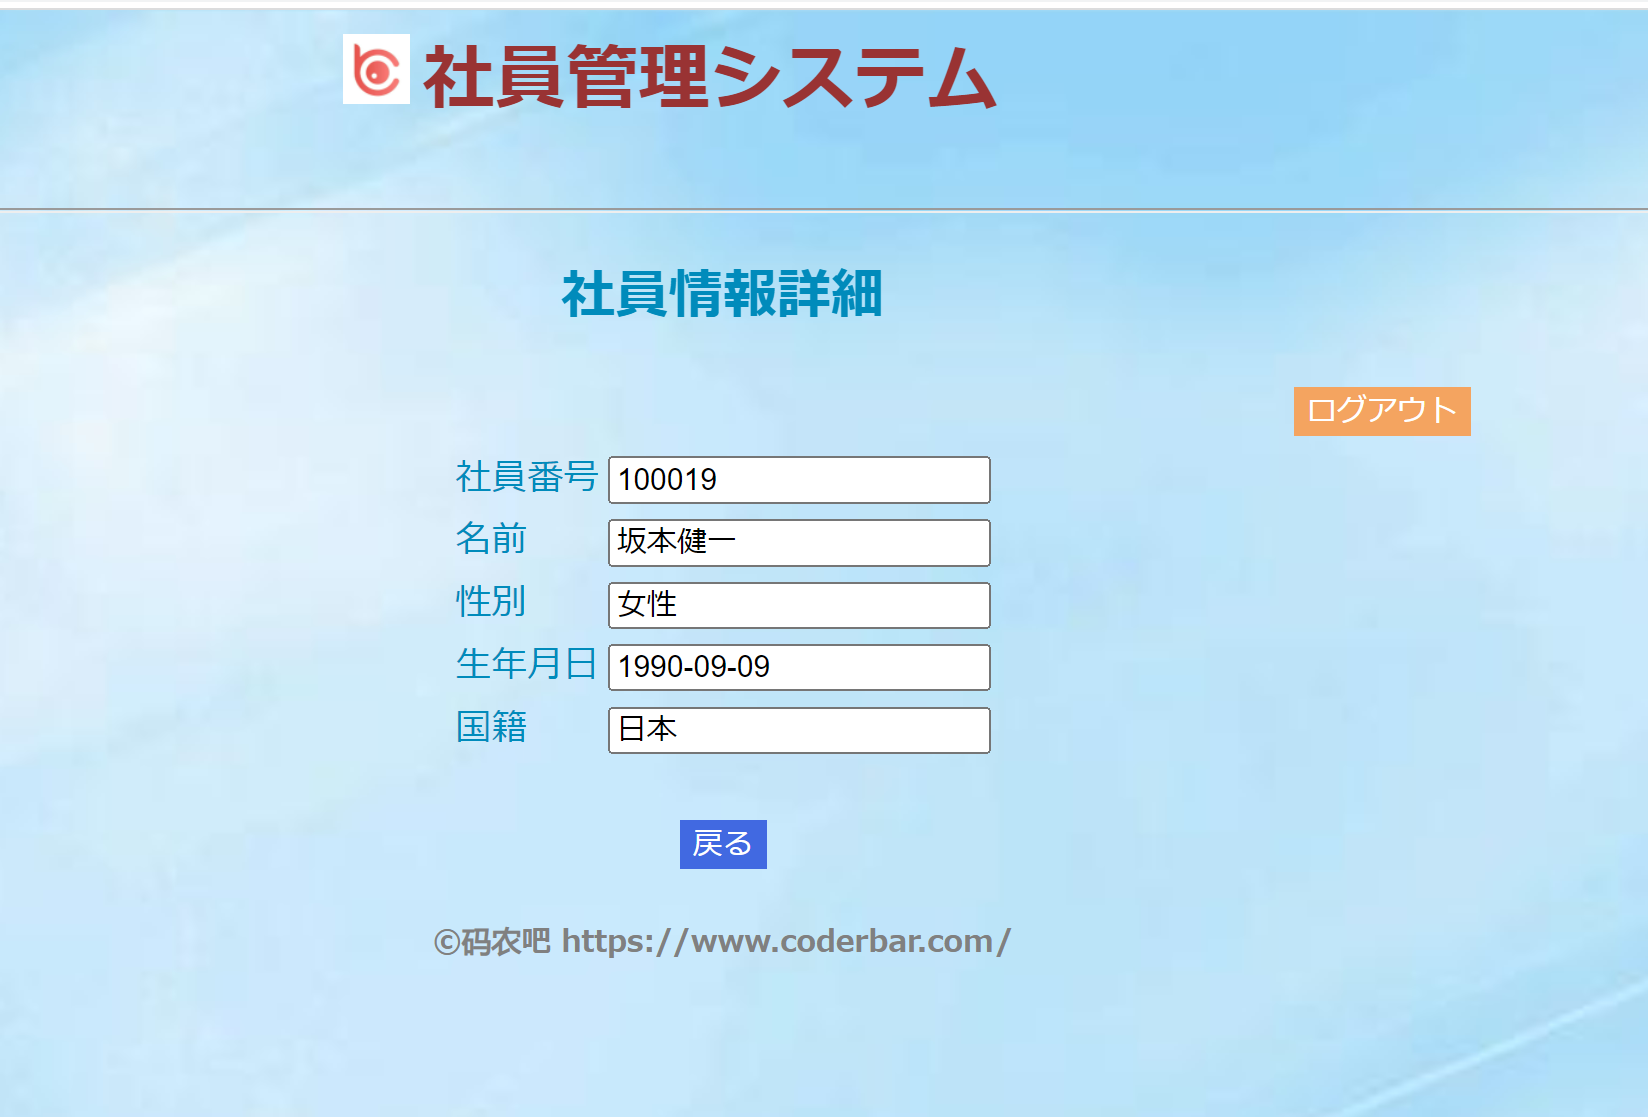 社員管理システム
社員情報詳細
ログアウト
社員番号 100019
名前 坂本健一
性別 女性
生年月日 1990-09-09
国籍 日本
戻る
©码农吧 https://www.coderbar.com/